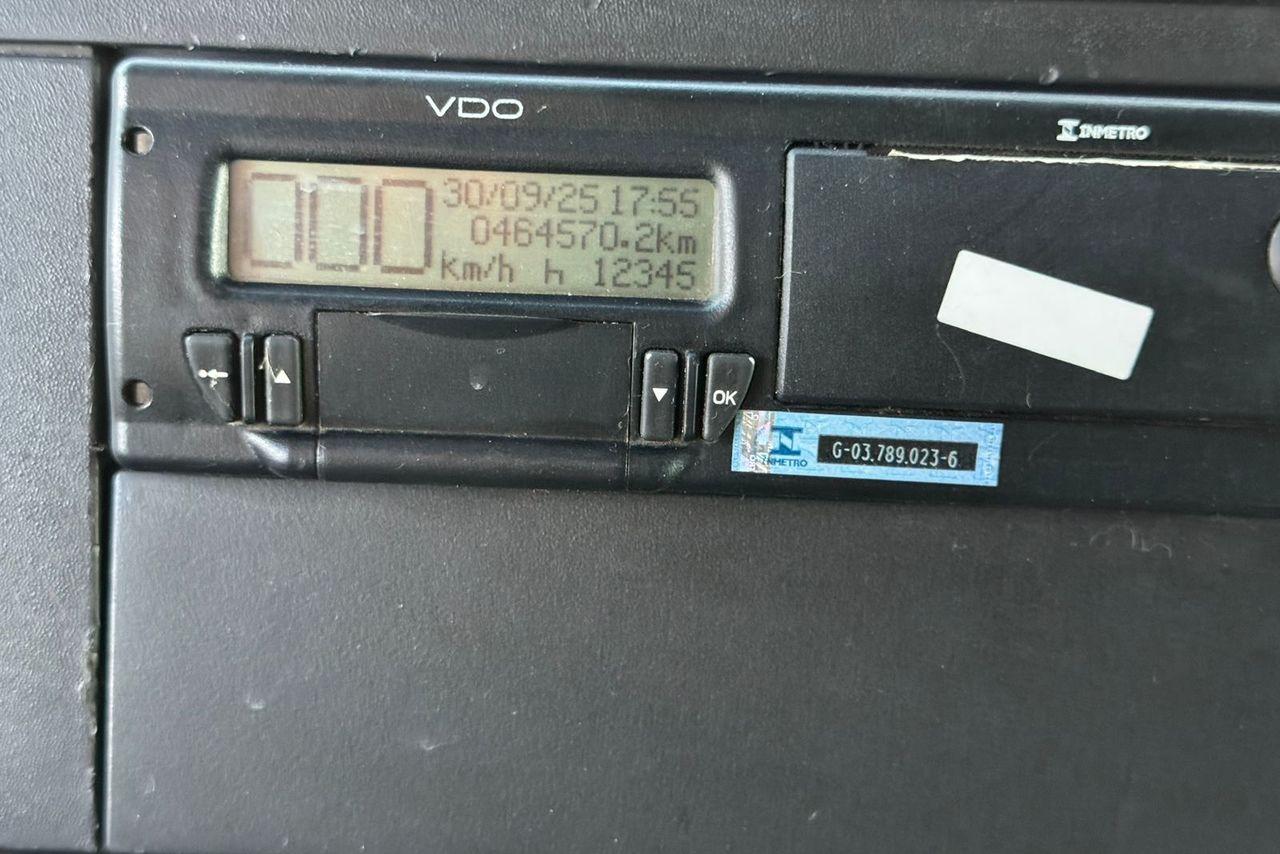 VDO
INMETRO
000
30/09/25 17:55
0464570.2km
km/h h 12345
OK
INMETRO
G-03.789.023-6